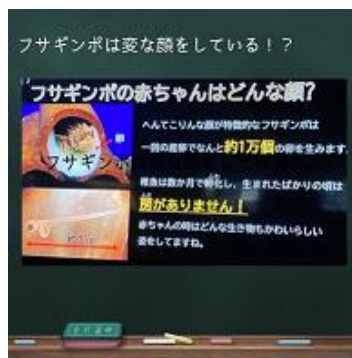 フサギンポは変な顔をしている！？
フサギンポの赤ちゃんはどんな顔?
へんてこりんな顔が特徴的なフサギンポは
一回の産卵でなんと約1万個の卵を生みます
フサギンポ
稚魚は数か月で孵化し、生まれたばかりの頃は
房がありません！
赤ちゃんの時はどんな生き物もかわいらしい
姿をしてますね。